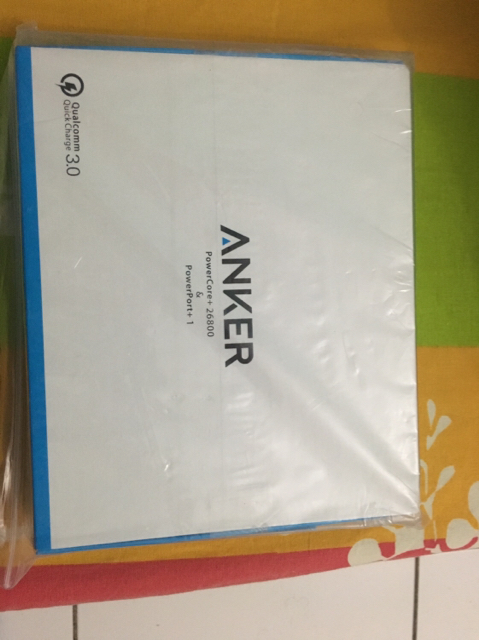 ANKER
PowerCore+ 26800
&
PowerPort+ 1
Qualcomm
Quick Charge 3.0